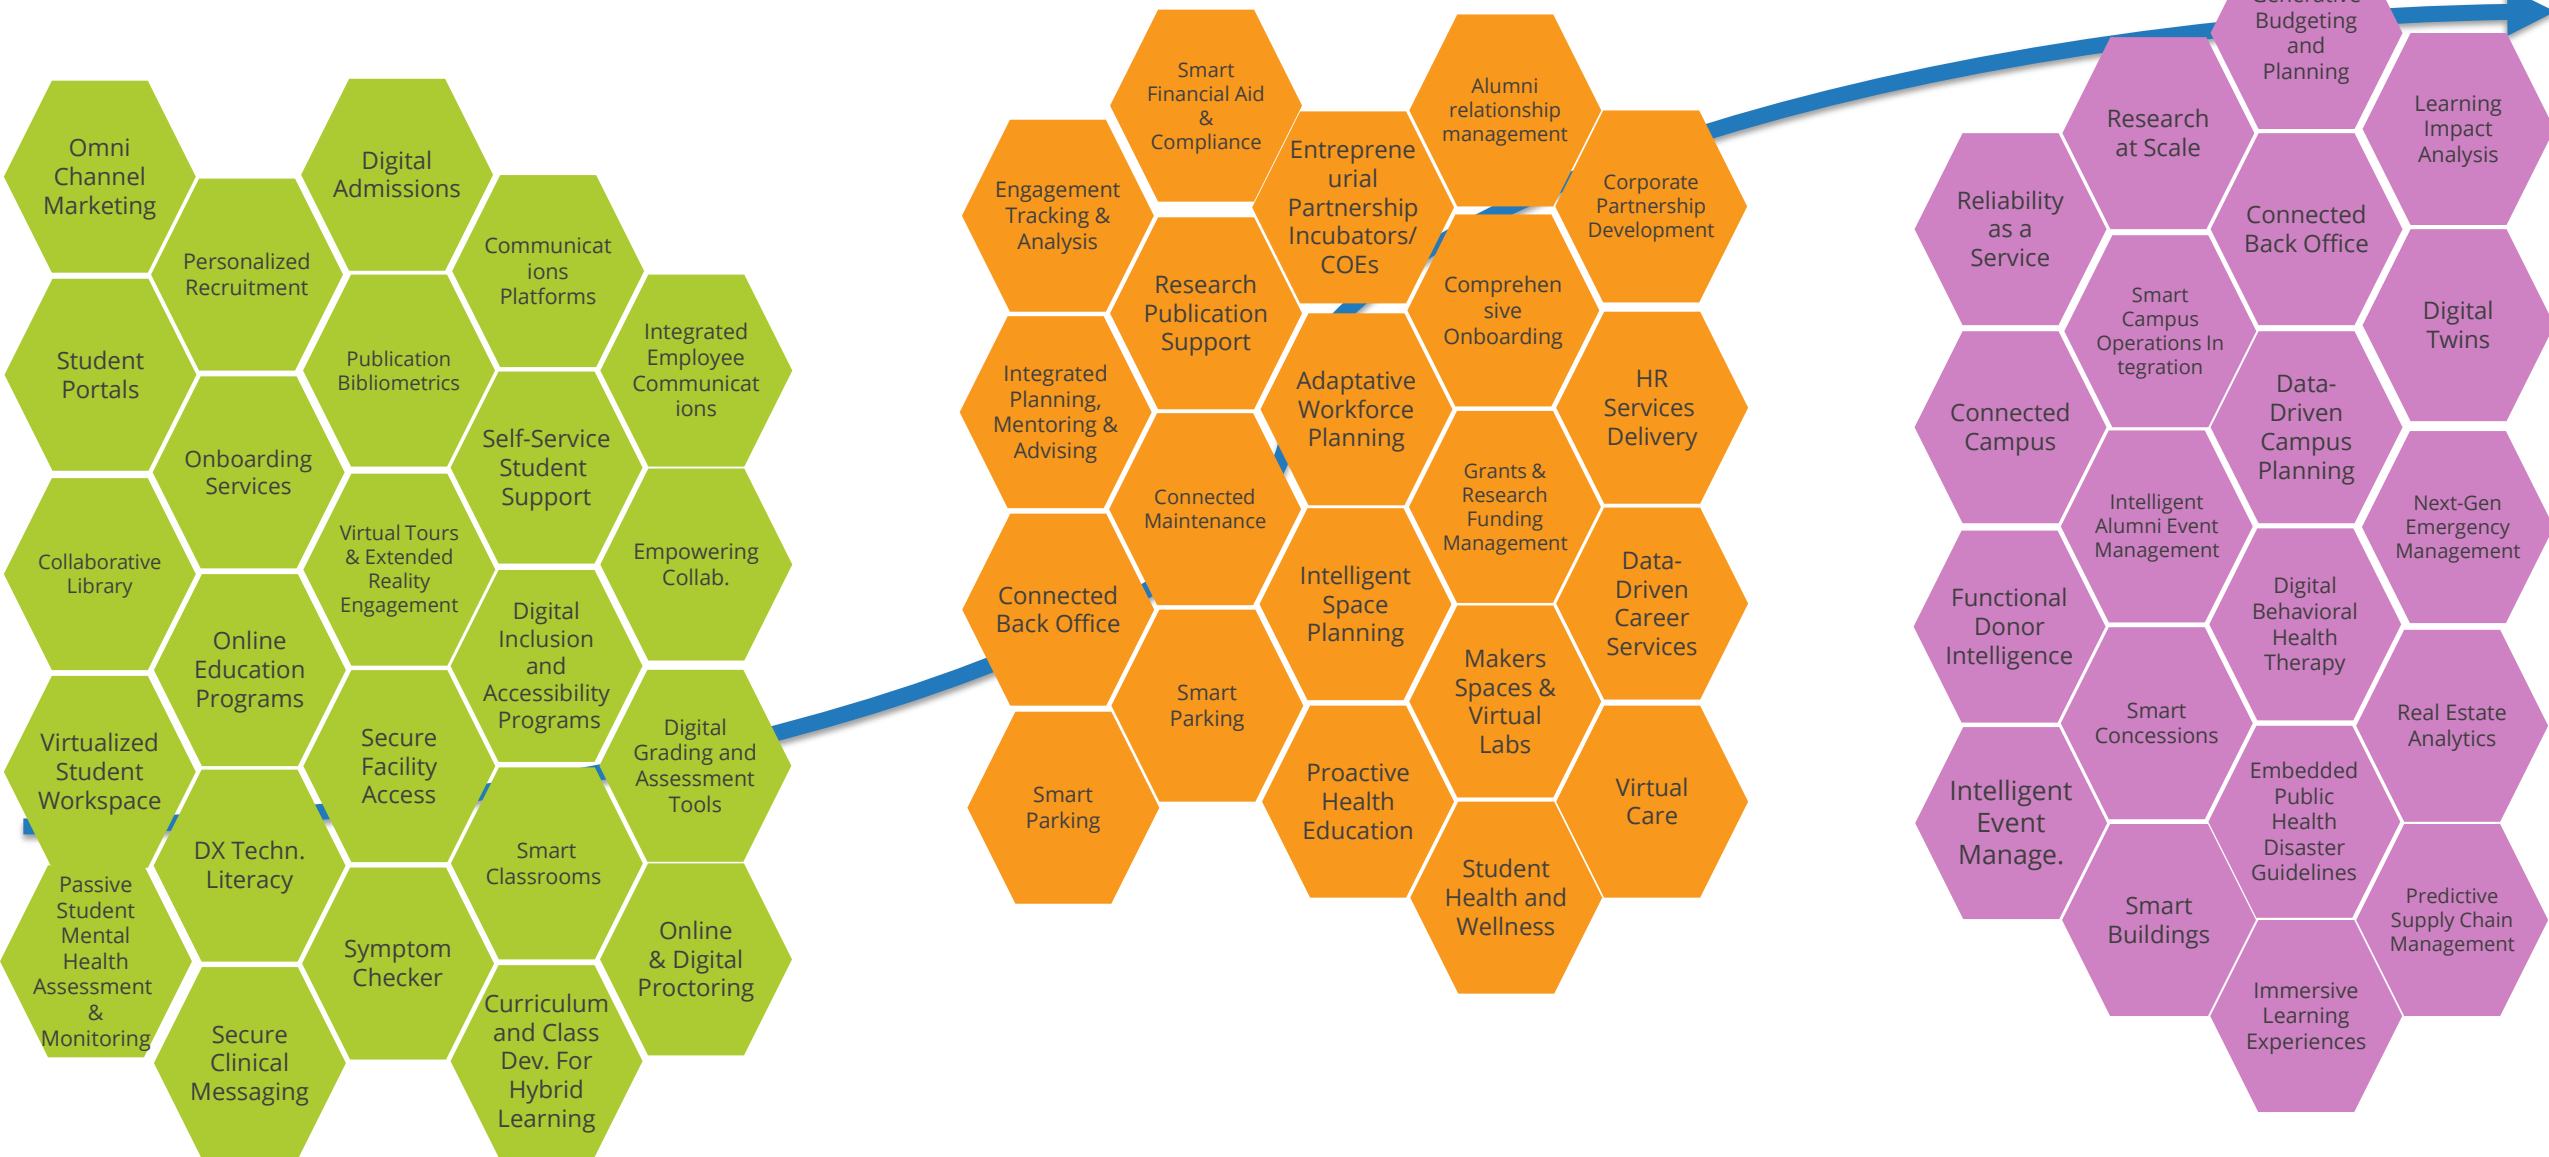 Omni
Channel
Marketing
Student
Portals
Collaborative
Library
Virtualized
Student
Workspace
Passive
Student
Mental
Health
Assessment
&
Monitoring
Personalized
Recruitment
Onboarding
Services
Online
Education
Programs
DX Techn.
Literacy
Secure
Clinical
Messaging
Digital
Admissions
Publication
Bibliometrics
Virtual Tours
& Extended
Reality
Engagement
Secure
Facility
Access
Symptom
Checker
Communicat
ions
Platforms
Self-Service
Student
Support
Digital
Inclusion
and
Accessibility
Programs
Smart
Classrooms
Curriculum
and Class
Dev. For
Hybrid
Learning
Integrated
Employee
Communicat
ions
Empowering
Collab.
Digital
Grading and
Assessment
Tools
Online
& Digital
Proctoring
Engagement
Tracking &
Analysis
Integrated
Planning,
Mentoring &
Advising
Connected
Back Office
Smart
Parking
Smart
Financial Aid
&
Compliance
Research
Publication
Support
Connected
Maintenance
Smart
Parking
Entreprene
urial
Partnership
Incubators/
COEs
Adaptative
Workforce
Planning
Intelligent
Space
Planning
Proactive
Health
Education
Alumni
relationship
management
Comprehen
sive
Onboarding
Grants &
Research
Funding
Management
Makers
Spaces &
Virtual
Labs
Student
Health and
Wellness
Corporate
Partnership
Development
HR
Services
Delivery
Data-
Driven
Career
Services
Virtual
Care
Reliability
as a
Service
Connected
Campus
Functional
Donor
Intelligence
Intelligent
Event
Manage.
Research
at Scale
Smart
Campus
Operations In
tegration
Intelligent
Alumni Event
Management
Smart
Concessions
Smart
Buildings
Generative
Budgeting
and
Planning
Connected
Back Office
Data-
Driven
Campus
Planning
Digital
Behavioral
Health
Therapy
Embedded
Public
Health
Disaster
Guidelines
Immersive
Learning
Experiences
Learning
Impact
Analysis
Digital
Twins
Next-Gen
Emergency
Management
Real Estate
Analytics
Predictive
Supply Chain
Management